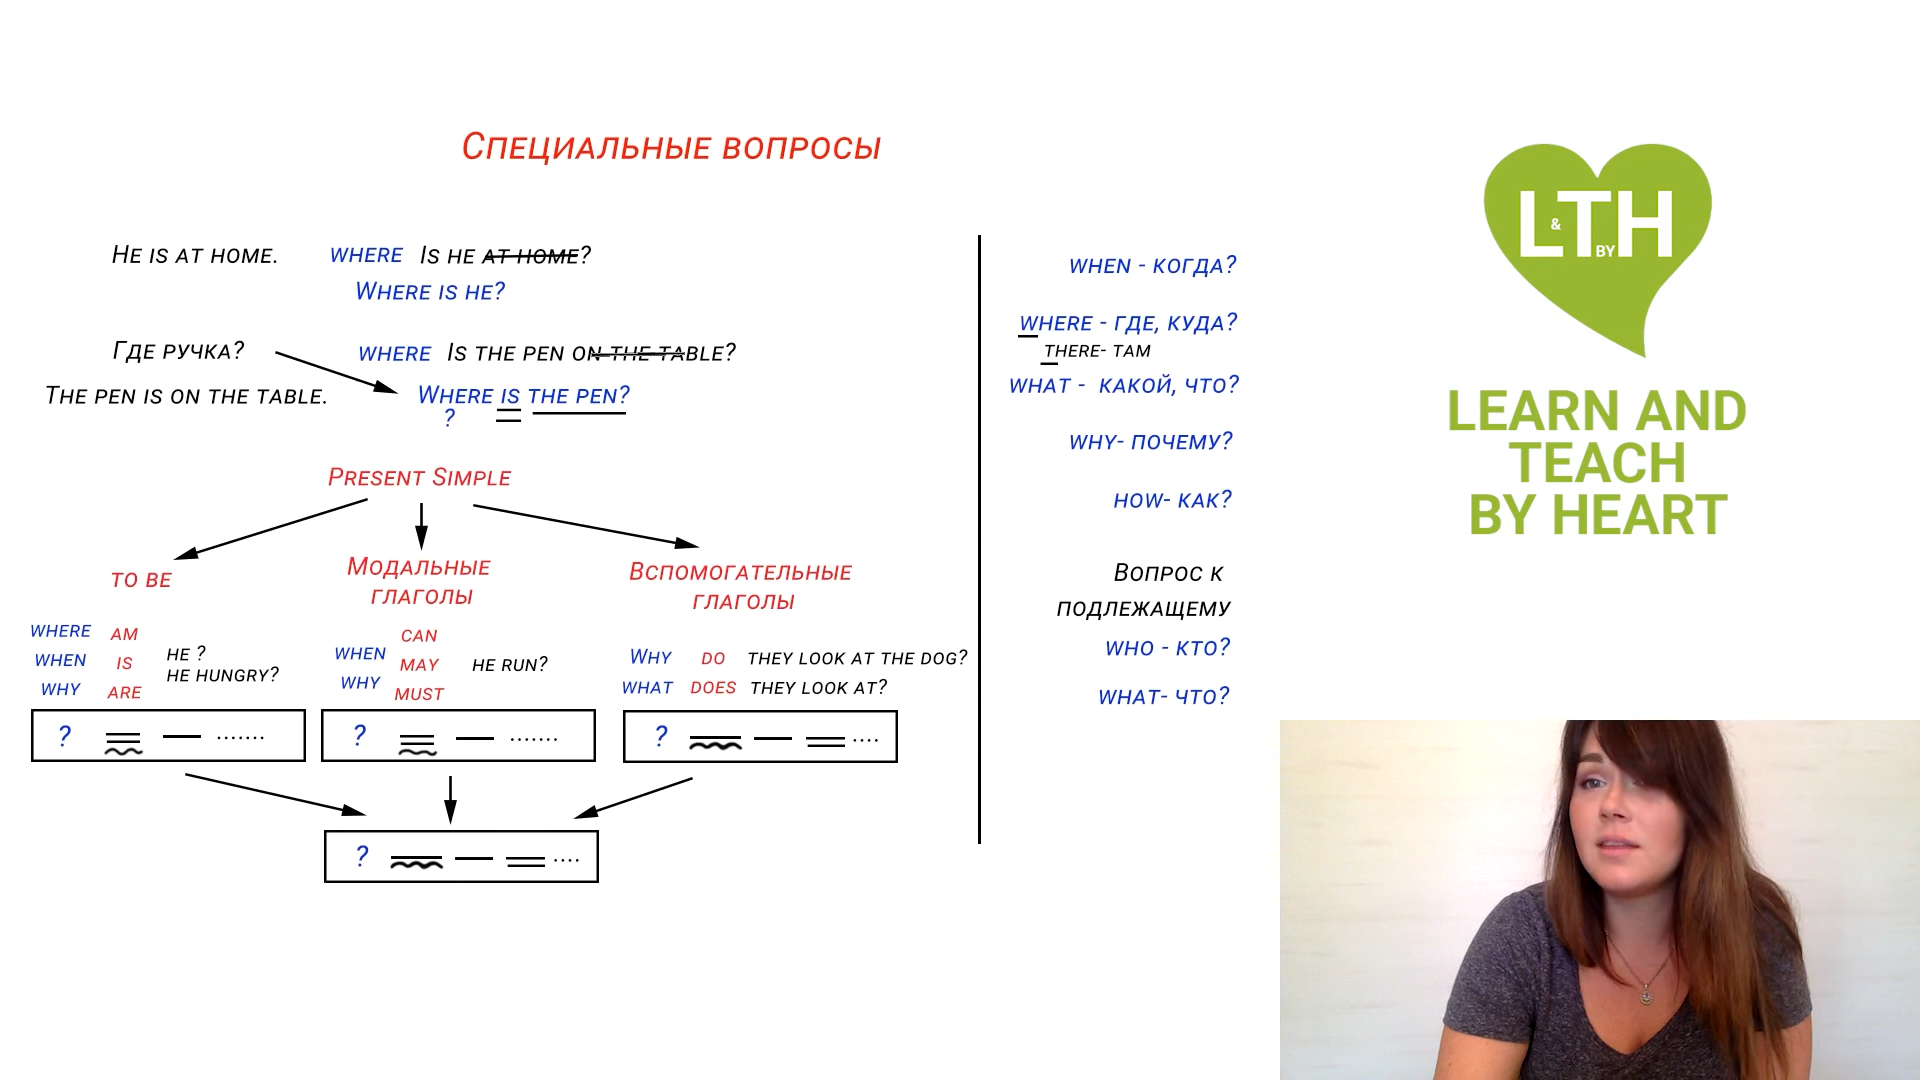 Специальные вопросы
He is at home. where Is he at home?
Where is he?
Где ручка? where Is the pen on the table?
The pen is on the table. Where is the pen?
?
Present Simple
to be
Модальные
глаголы
Вспомогательные
глаголы
where am he ?
when is he hungry?
why are
can
when may he run?
why must
Why do they look at the dog?
what does they look at?
? .......
? .......
? ....
? ....
when - когда?
where - где, куда?
there- там
what - какой, что?
why- почему?
how- как?
Вопрос к
подлежащему
who - кто?
what- что?
L&TBYH
LEARN AND
TEACH
BY HEART